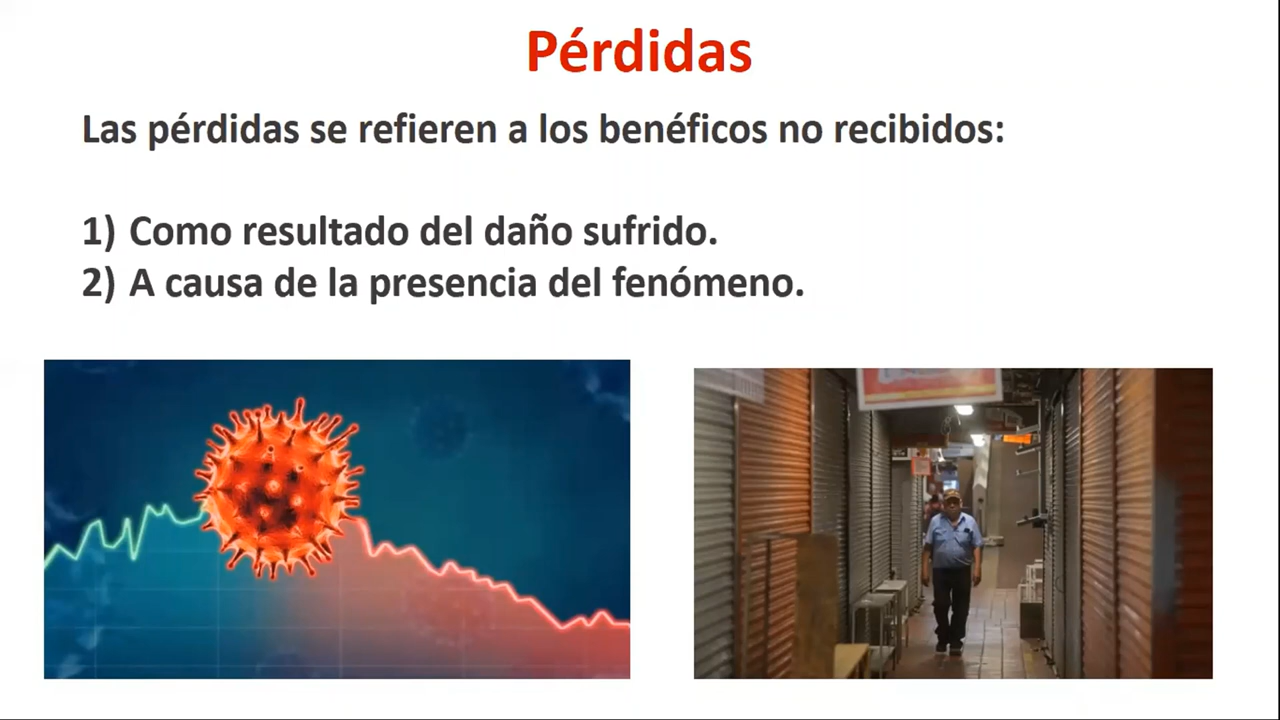 Pérdidas
Las pérdidas se refieren a los benéficos no recibidos:
1) Como resultado del daño sufrido.
2) A causa de la presencia del fenómeno.